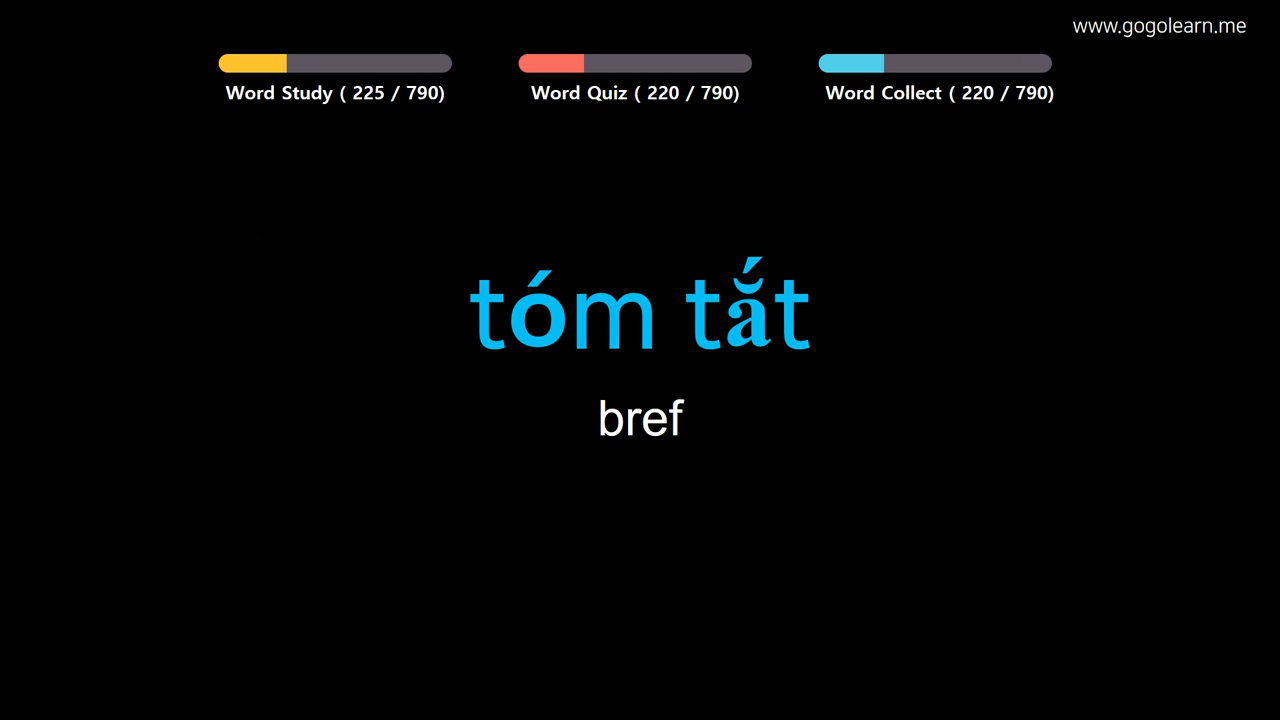 www.gogolearn.me
Word Study ( 225 / 790)
Word Quiz ( 220 / 790)
Word Collect ( 220 / 790)
tóm tắt
bref